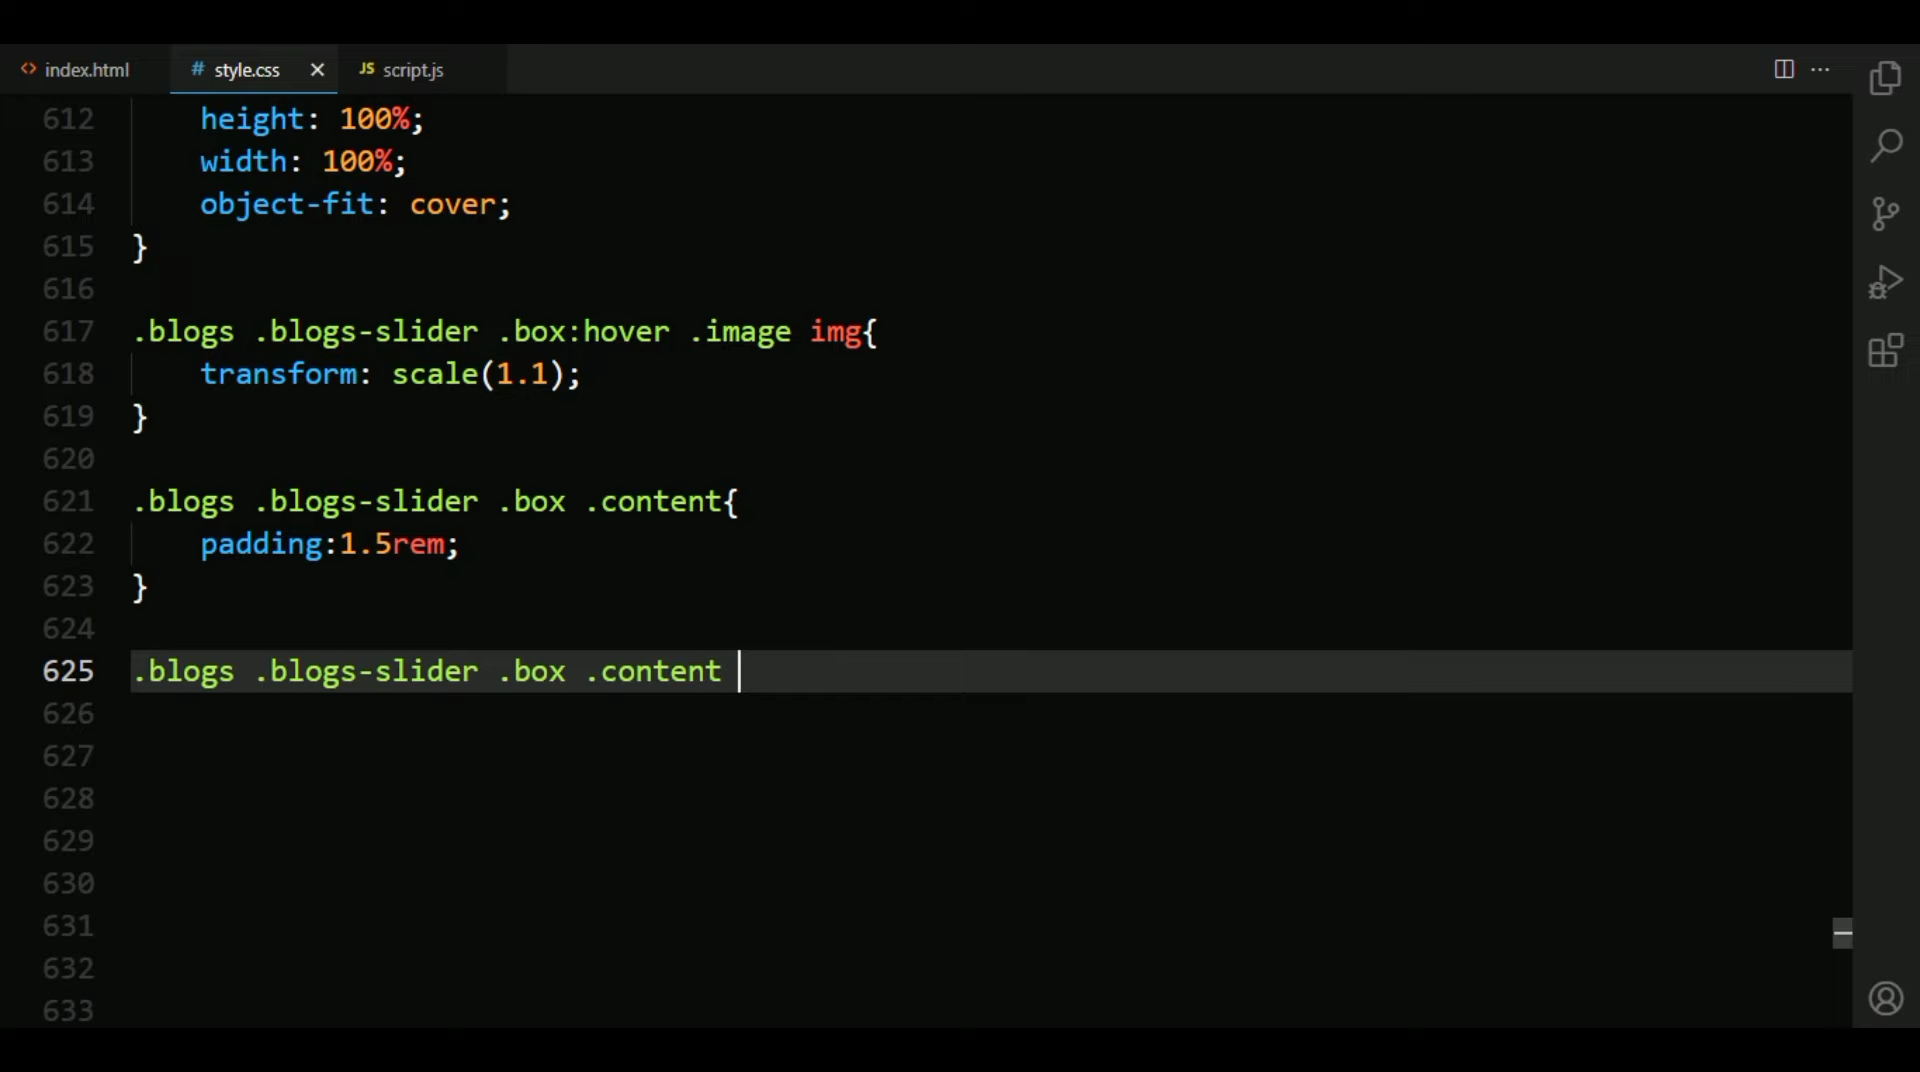 index.html style.css JS script.js
612 height: 100%;
613 width: 100%;
614 object-fit: cover;
615 }
616
617 .blogs .blogs-slider .box:hover .image img{
618 transform: scale(1.1);
619 }
620
621 .blogs .blogs-slider .box .content{
622 padding:1.5rem;
623 }
624
625 .blogs .blogs-slider .box .content
626
627
628
629
630
631
632
633